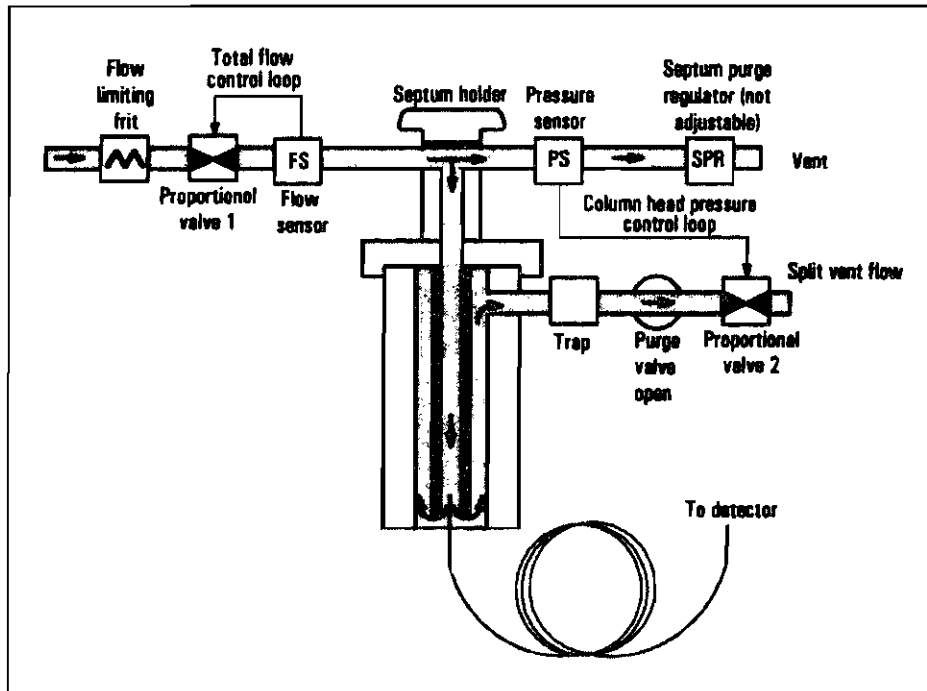 Flow
limiting
frit
Total flow
control loop
Septum holder
Pressure
sensor
Septum purge
regulator (not
adjustable)
FS
PS
SPR
Vent
Proportional
valve 1
Flow
sensor
Column head pressure
control loop
Split vent flow
Trap
Purge
valve
open
Proportional
valve 2
To detector